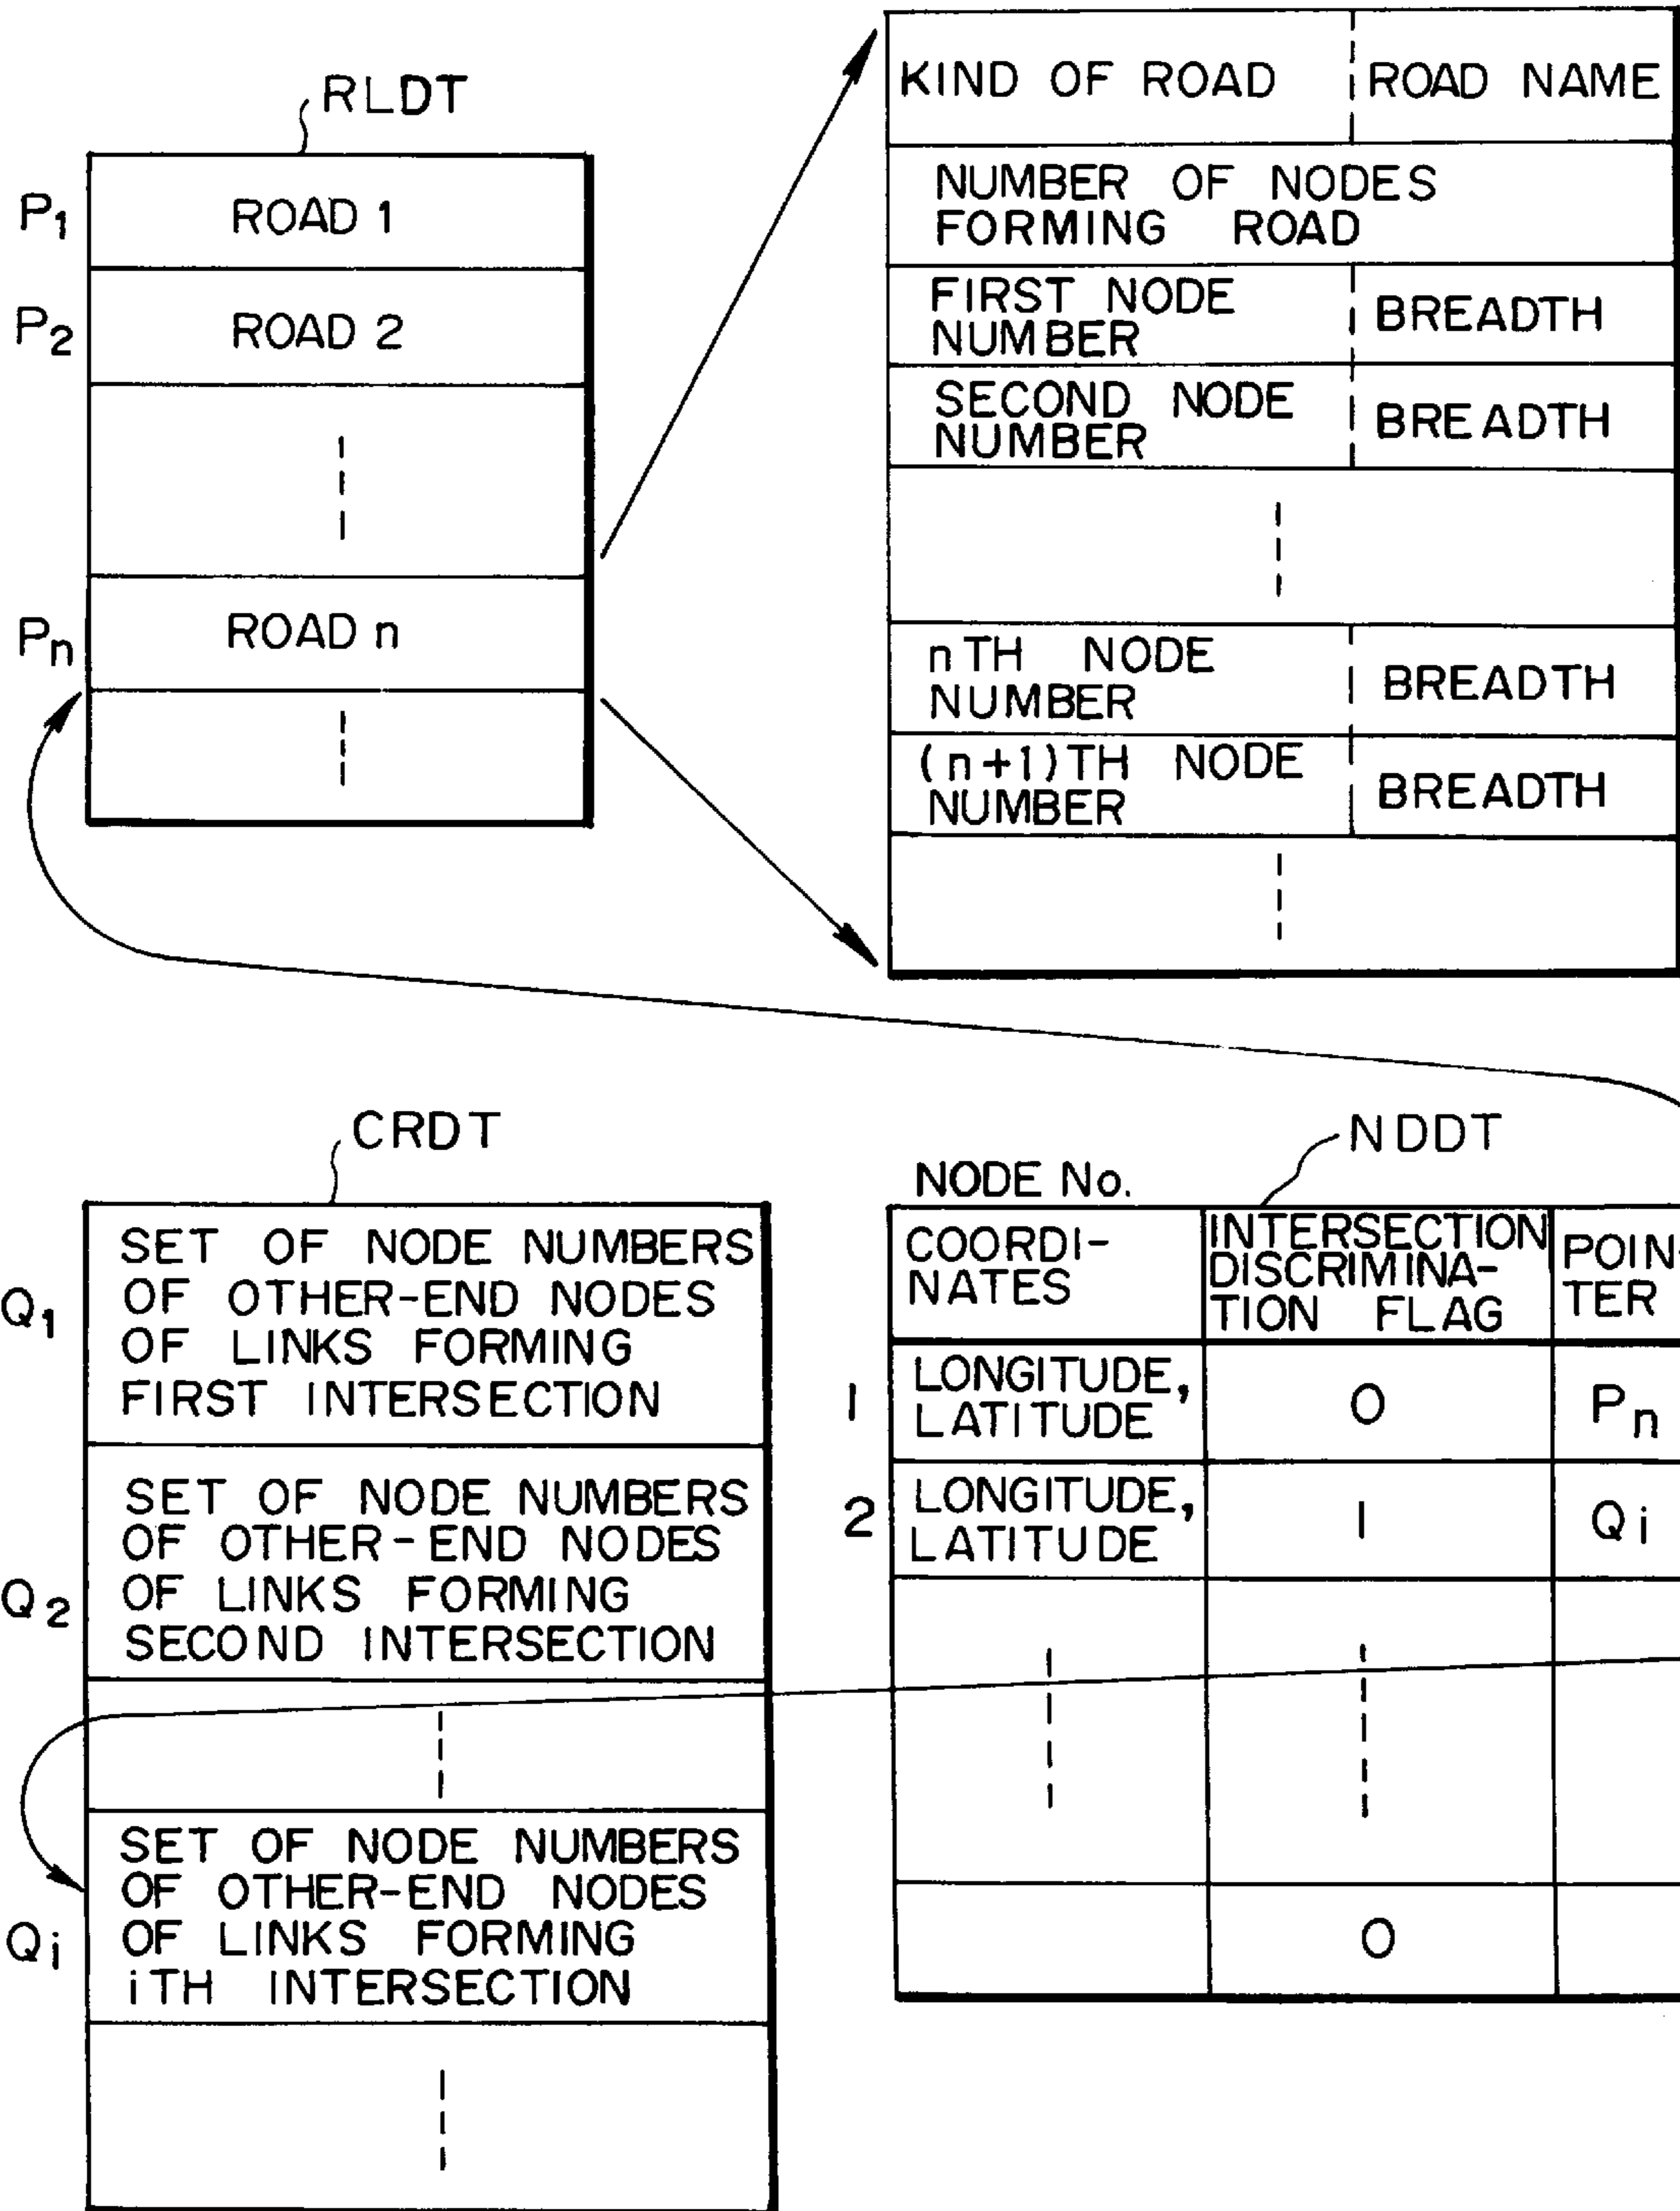 RLDT
P1
ROAD 1
P2
ROAD 2
Pn
ROAD n
KIND OF ROAD
ROAD NAME
NUMBER OF NODES
FORMING ROAD
FIRST NODE
NUMBER
BREADTH
SECOND NODE
NUMBER
BREADTH
nTH NODE
NUMBER
BREADTH
(n+1)TH NODE
NUMBER
BREADTH
CRDT
Q1
SET OF NODE NUMBERS
OF OTHER-END NODES
OF LINKS FORMING
FIRST INTERSECTION
Q2
SET OF NODE NUMBERS
OF OTHER-END NODES
OF LINKS FORMING
SECOND INTERSECTION
Qi
SET OF NODE NUMBERS
OF OTHER-END NODES
OF LINKS FORMING
iTH INTERSECTION
NDDT
NODE No.
COORDI-
NATES
INTERSECTION
DISCRIMINA-
TION FLAG
POIN-
TER
1
LONGITUDE,
LATITUDE
0
Pn
2
LONGITUDE,
LATITUDE
1
Qi
0